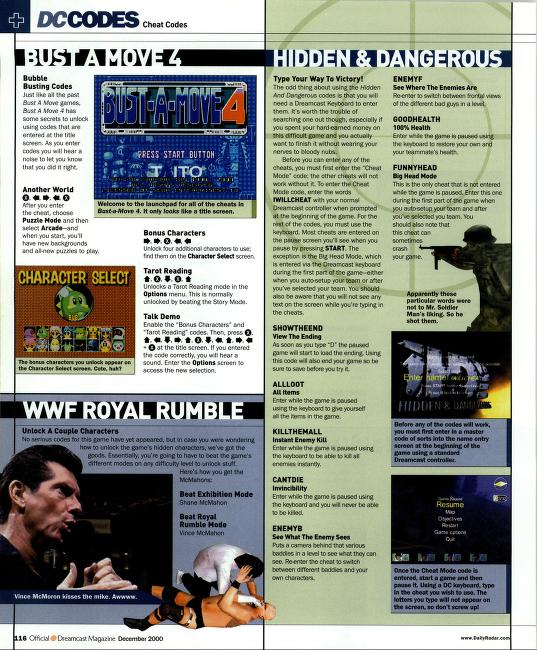 DCCODES Cheat Codes
BUST A MOVE 4
Bubble
Busting Codes
Just like all the past
Bust A Move games,
Bust A Move 4 has
some secrets to unlock
using codes that are
entered at the title
screen. As you enter
codes you will hear a
noise to let you know
that you did it right.
BUST-A-MOVE 4
PRESS START BUTTON
TAITO
Welcome to the playground for all of the cheats in
Bust-a-Move 4. It only looks like a title screen.
Another World
After you enter
the cheat, choose
Puzzle Mode and then
select Arcade—and
when you start, you'll
have new backgrounds
and all-new puzzles to play.
CHARACTER SELECT
The bonus characters you unlock appear on
the Character Select screen. Cute, huh?
Bonus Characters
Unlock four additional characters to use;
find them on the Character Select screen.
Tarot Reading
Unlocks a Tarot Reading mode in the
Options menu. This is normally
unlocked by beating the Story Mode.
Talk Demo
Enable the "Bonus Characters" and
"Tarot Reading" codes. Then, press
at the title screen. If you entered
the code correctly, you will hear a
sound. Enter the Options screen to
access the new selection.
WWF ROYAL RUMBLE
Unlock A Couple Characters
No serious codes for this game have yet appeared, but in case you were wondering
how to unlock the game's hidden characters, we've got the
goods. Essentially, you're going to have to beat the game's
different modes on any difficulty level to unlock stuff.
Here's how you get the
McMahons:
Beat Exhibition Mode
Shane McMahon
Beat Royal
Rumble Mode
Vince McMahon
Vince McMoron kisses the mike. Awwww.
HIDDEN & DANGEROUS
Type Your Way To Victory!
The odd thing about using the Hidden
And Dangerous codes is that you will
need a Dreamcast Keyboard to enter
them. It's worth the trouble of
searching one out though, especially if
you spent your hard-earned money on
this difficult game and you actually
want to finish it without wearing your
nerves to bloody nubs.
Before you can enter any of the
cheats, you must first enter the "Cheat
Mode" code; the other cheats will not
work without it. To enter the Cheat
Mode code, enter the words
IWILLCHEAT with your normal
Dreamcast controller when prompted
at the beginning of the game. For the
rest of the codes, you must use the
keyboard. Most cheats are entered on
the pause screen you'll see when you
pause by pressing START. The
exception is the Big Head Mode, which
is entered via the Dreamcast keyboard
during the first part of the game—either
when you auto-setup your team or after
you've selected your team. You should
also be aware that you will not see any
text on the screen while you're typing in
the cheats.
SHOWTHEEND
View The Ending
As soon as you type "D" the paused
game will start to load the ending. Using
this code will also end your game so be
sure to save before you try it.
ALLLOOT
All Items
Enter while the game is paused
using the keyboard to give yourself
all the items in the game.
KILLTHEMALL
Instant Enemy Kill
Enter while the game is paused using
the keyboard to be able to kill all
enemies instantly.
CANTDIE
Invincibility
Enter while the game is paused using
the keyboard and you will never be able
to be killed.
ENEMYB
See What The Enemy Sees
Puts a camera behind that various
baddies in a level to see what they can
see. Re-enter the cheat to switch
between different baddies and your
own characters.
ENEMYF
See Where The Enemies Are
Re-enter to switch between frontal views
of the different bad guys in a level.
GOODHEALTH
100% Health
Enter while the game is paused using the
keyboard to restore your own and
your teammate's health.
FUNNYHEAD
Big Head Mode
This is the only cheat that is not entered
while the game is paused. Enter this one
during the first part of the game when
you auto-setup your team or after
you've selected your team. You
should also note that
this cheat can
sometimes
crash
your game.
Apparently these
particular words were
not to Mr. Soldier
Man's liking. So he
shot them.
Enter name:
HIDDEN & DANGEROUS
Before any of the codes will work,
you must first enter in a master
code of sorts into the name entry
screen at the beginning of the
game using a standard
Dreamcast controller.
Game Paused
Resume
Map
Objectives
Restart
Game options
Quit
Once the Cheat Mode code is
entered, start a game and then
pause it. Using a DC keyboard, type
in the cheat you wish to use. The
letters you type will not appear on
the screen, so don't screw up!
116 Official Dreamcast Magazine December 2000
www.DailyRadar.com